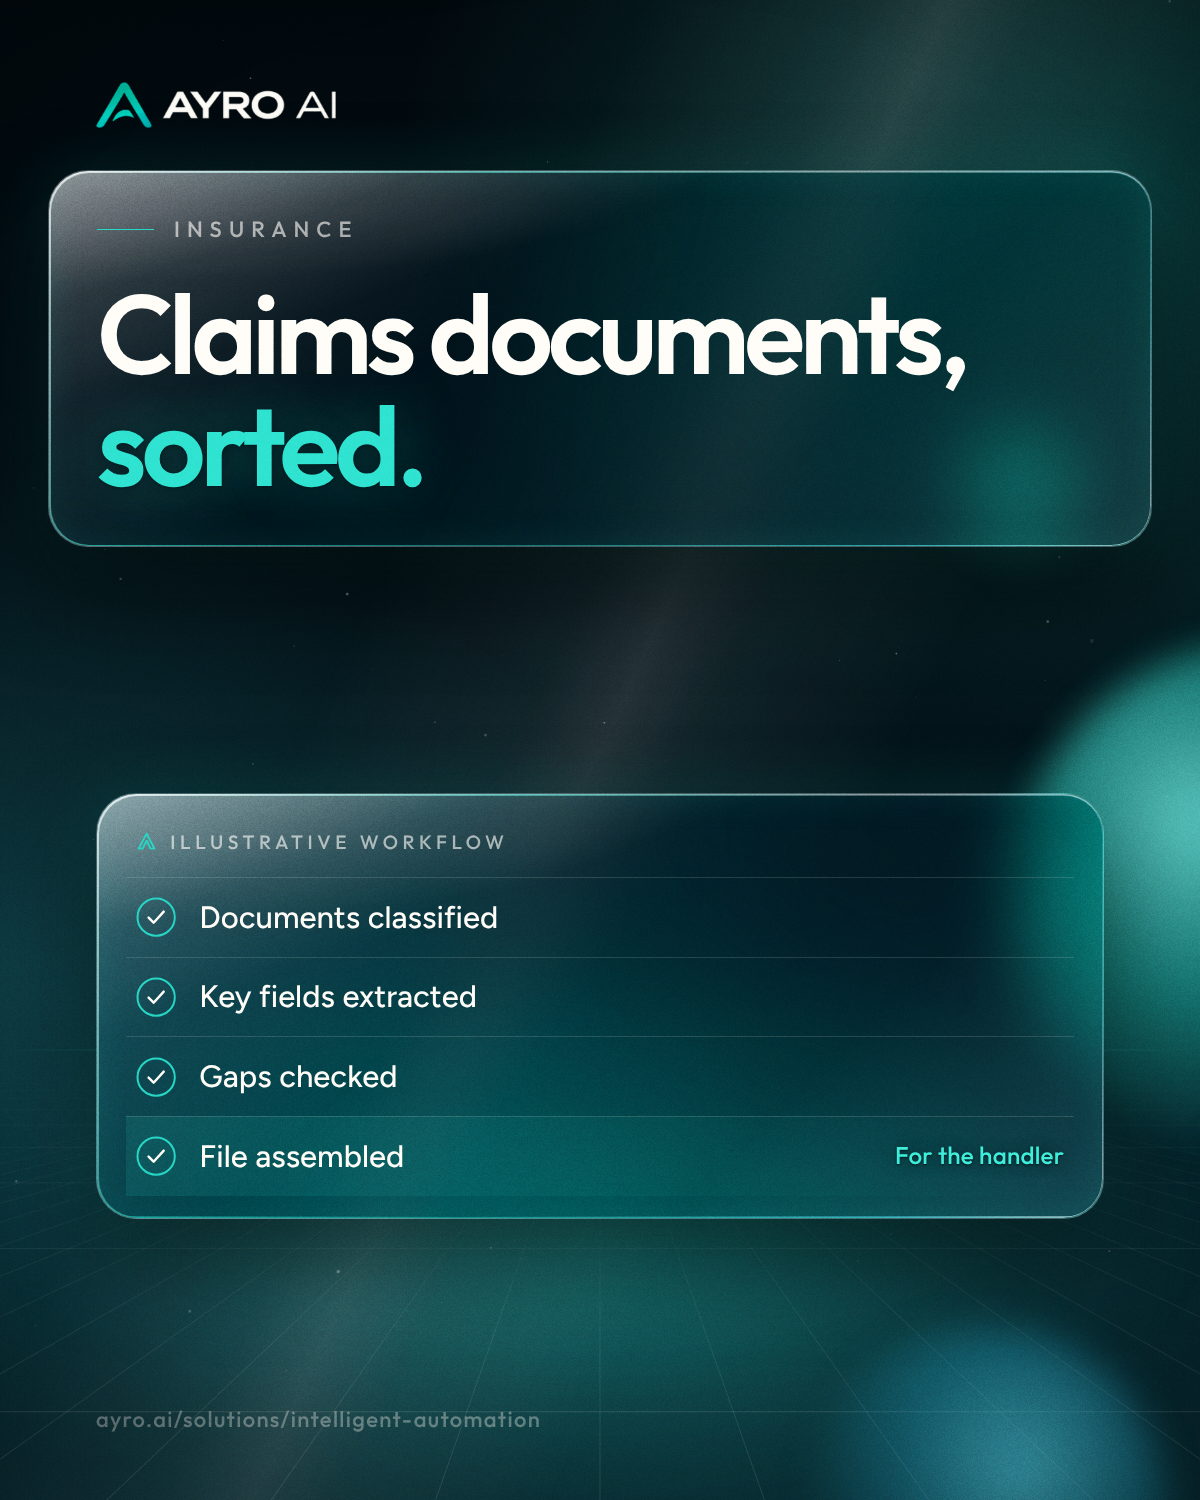 AYRO AI
INSURANCE
Claims documents,
sorted.
ILLUSTRATIVE WORKFLOW
Documents classified
Key fields extracted
Gaps checked
File assembled
For the handler
ayro.ai/solutions/intelligent-automation